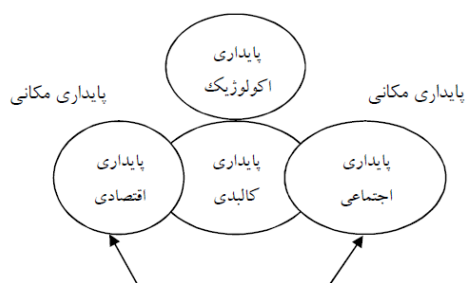 پایداری
اکولوژیک
پایداری مکانی
پایداری مکانی
پایداری
اجتماعی
پایداری
کالبدی
پایداری
اقتصادی